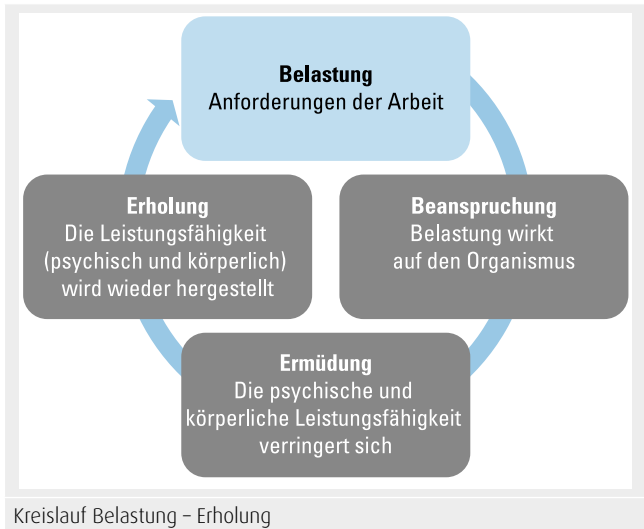 Belastung
Anforderungen der Arbeit
Beanspruchung
Belastung wirkt
auf den Organismus
Ermüdung
Die psychische und
körperliche Leistungsfähigkeit
verringert sich
Erholung
Die Leistungsfähigkeit
(psychisch und körperlich)
wird wieder hergestellt
Kreislauf Belastung – Erholung